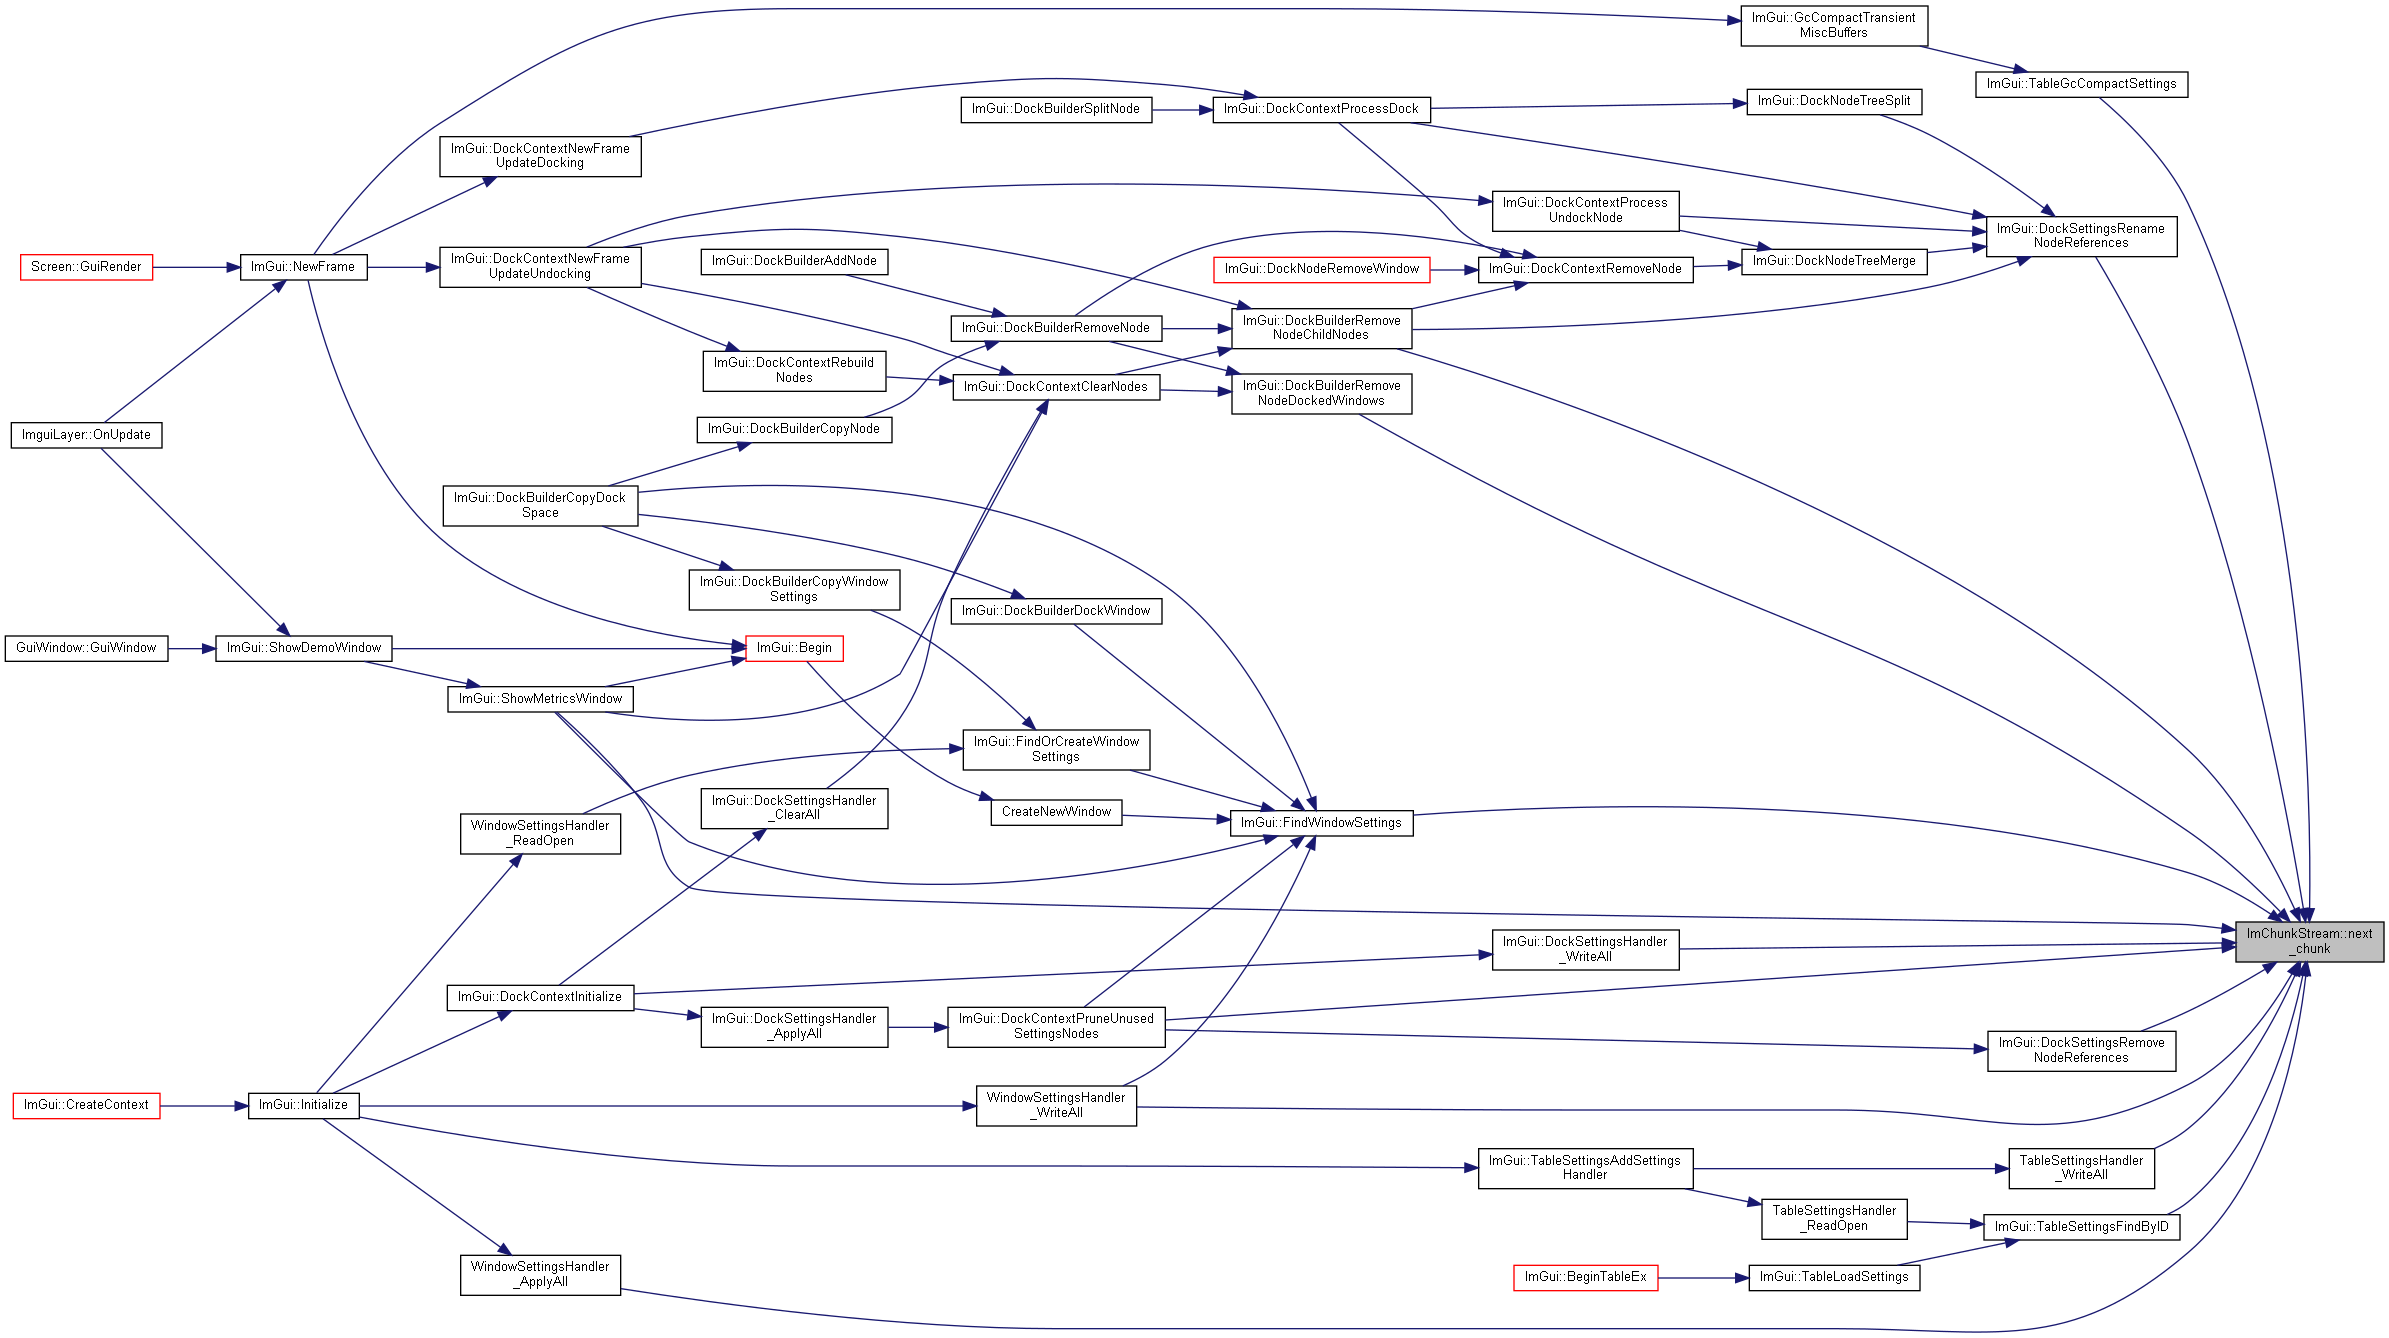 ImGui::GcCompactTransient
MiscBuffers
ImGui::TableGcCompactSettings
ImGui::DockBuilderSplitNode
ImGui::DockContextProcessDock
ImGui::DockNodeTreeSplit
ImGui::DockContextNewFrame
UpdateDocking
ImGui::DockContextProcess
UndockNode
ImGui::DockSettingsRename
NodeReferences
Screen::GuiRender
ImGui::NewFrame
ImGui::DockContextNewFrame
UpdateUndocking
ImGui::DockBuilderAddNode
ImGui::DockNodeRemoveWindow
ImGui::DockContextRemoveNode
ImGui::DockNodeTreeMerge
ImGui::DockBuilderRemoveNode
ImGui::DockBuilderRemove
NodeChildNodes
ImGui::DockContextRebuild
Nodes
ImGui::DockContextClearNodes
ImGui::DockBuilderRemove
NodeDockedWindows
ImguiLayer::OnUpdate
ImGui::DockBuilderCopyNode
ImGui::DockBuilderCopyDock
Space
ImGui::DockBuilderCopyWindow
Settings
ImGui::DockBuilderDockWindow
GuiWindow::GuiWindow
ImGui::ShowDemoWindow
ImGui::Begin
ImGui::ShowMetricsWindow
ImGui::FindOrCreateWindow
Settings
ImGui::DockSettingsHandler
_ClearAll
CreateNewWindow
ImGui::FindWindowSettings
WindowSettingsHandler
_ReadOpen
ImChunkStream::next
_chunk
ImGui::DockSettingsHandler
_WriteAll
ImGui::DockContextInitialize
ImGui::DockSettingsHandler
_ApplyAll
ImGui::DockContextPruneUnused
SettingsNodes
ImGui::DockSettingsRemove
NodeReferences
ImGui::CreateContext
ImGui::Initialize
WindowSettingsHandler
_WriteAll
ImGui::TableSettingsAddSettings
Handler
TableSettingsHandler
_WriteAll
TableSettingsHandler
_ReadOpen
ImGui::TableSettingsFindByID
WindowSettingsHandler
_ApplyAll
ImGui::BeginTableEx
ImGui::TableLoadSettings